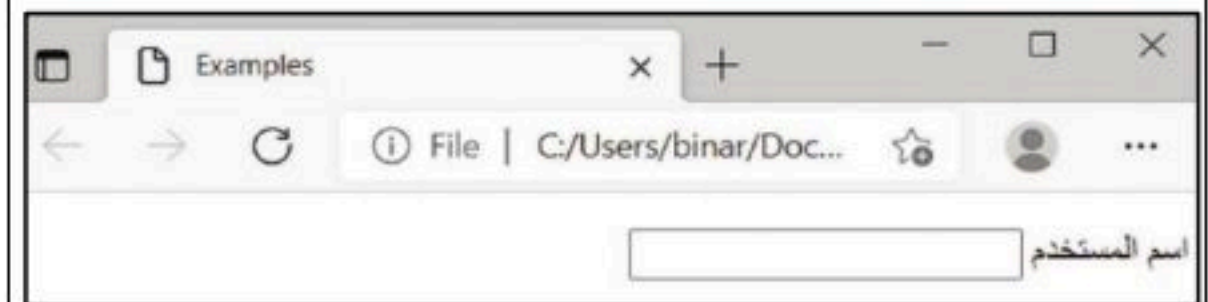 Examples
File | C:/Users/binar/Doc...
اسم المستخدم